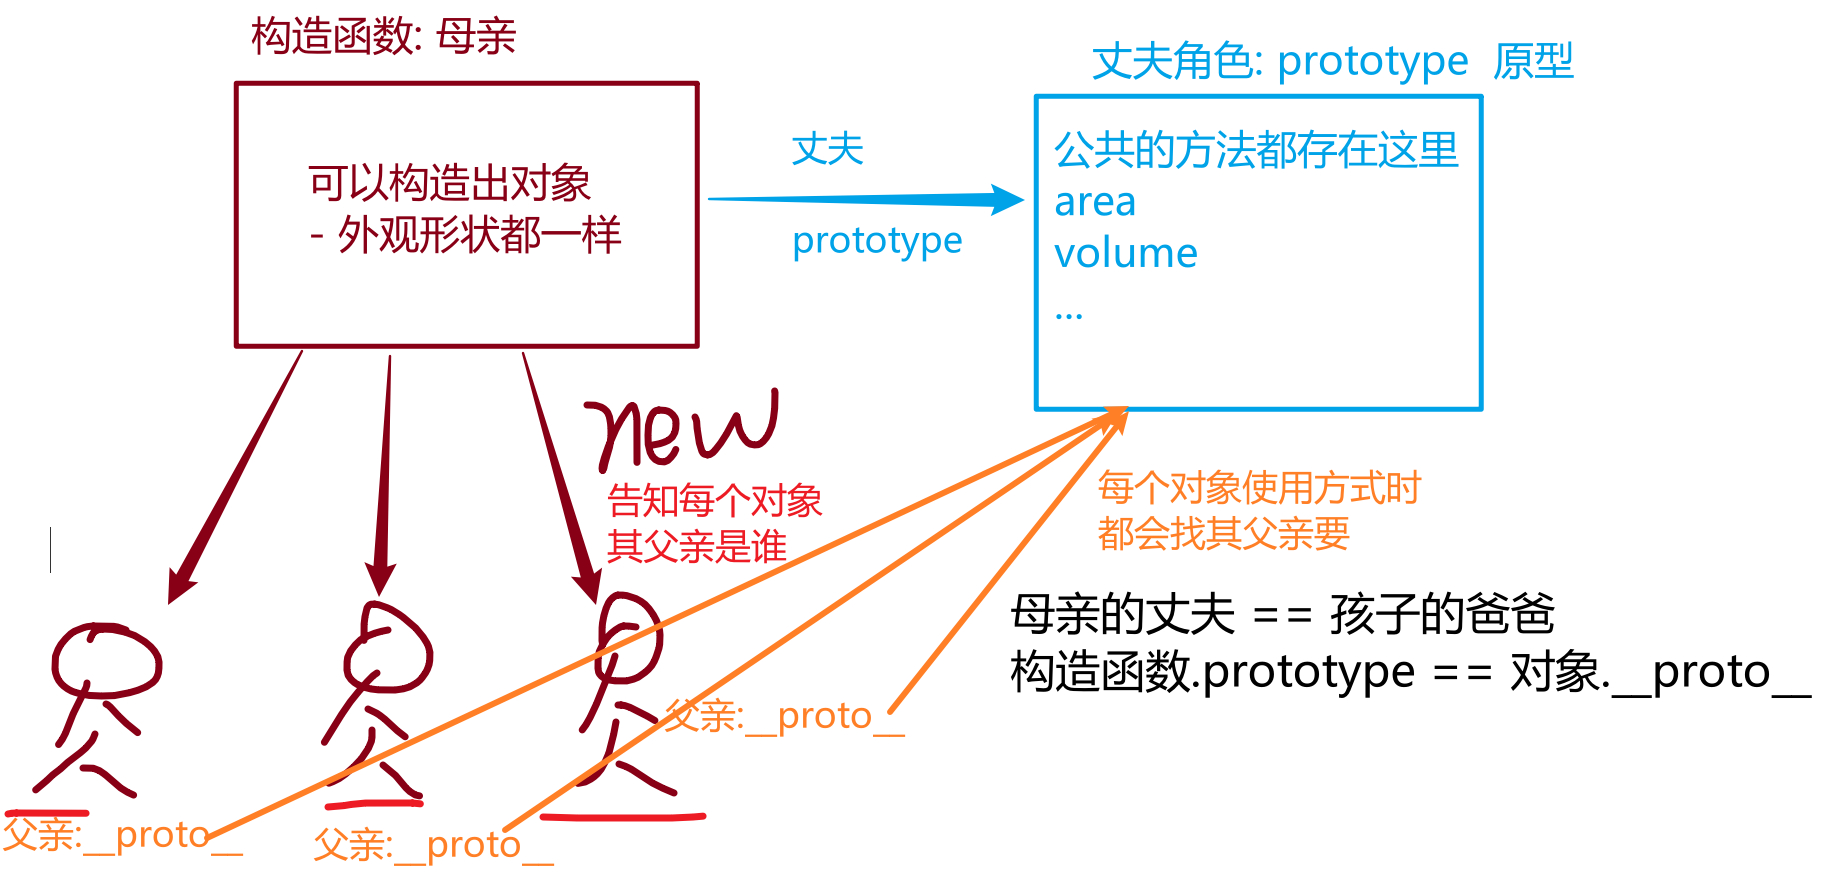 构造函数: 母亲
可以构造出对象
- 外观形状都一样
丈夫
prototype
丈夫角色: prototype 原型
公共的方法都存在这里
area
volume
...
new
告知每个对象
其父亲是谁
每个对象使用方式时
都会找其父亲要
母亲的丈夫 == 孩子的爸爸
构造函数.prototype == 对象.__proto__
父亲:__proto__
父亲:__proto__
父亲:__proto__